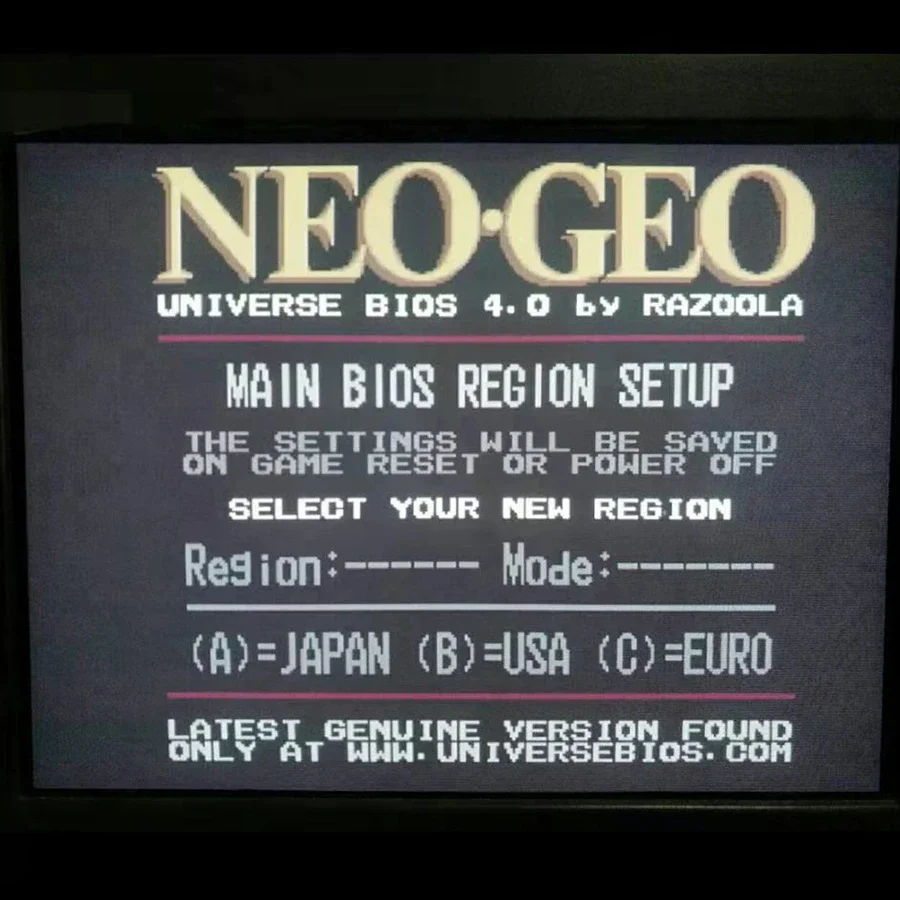 NEO·GEO
UNIVERSE BIOS 4.0 by RAZOOLA
MAIN BIOS REGION SETUP
THE SETTINGS WILL BE SAVED
ON GAME RESET OR POWER OFF
SELECT YOUR NEW REGION
Region:------ Mode:-------
(A)=JAPAN (B)=USA (C)=EURO
LATEST GENUINE VERSION FOUND
ONLY AT WWW.UNIVERSEBIOS.COM